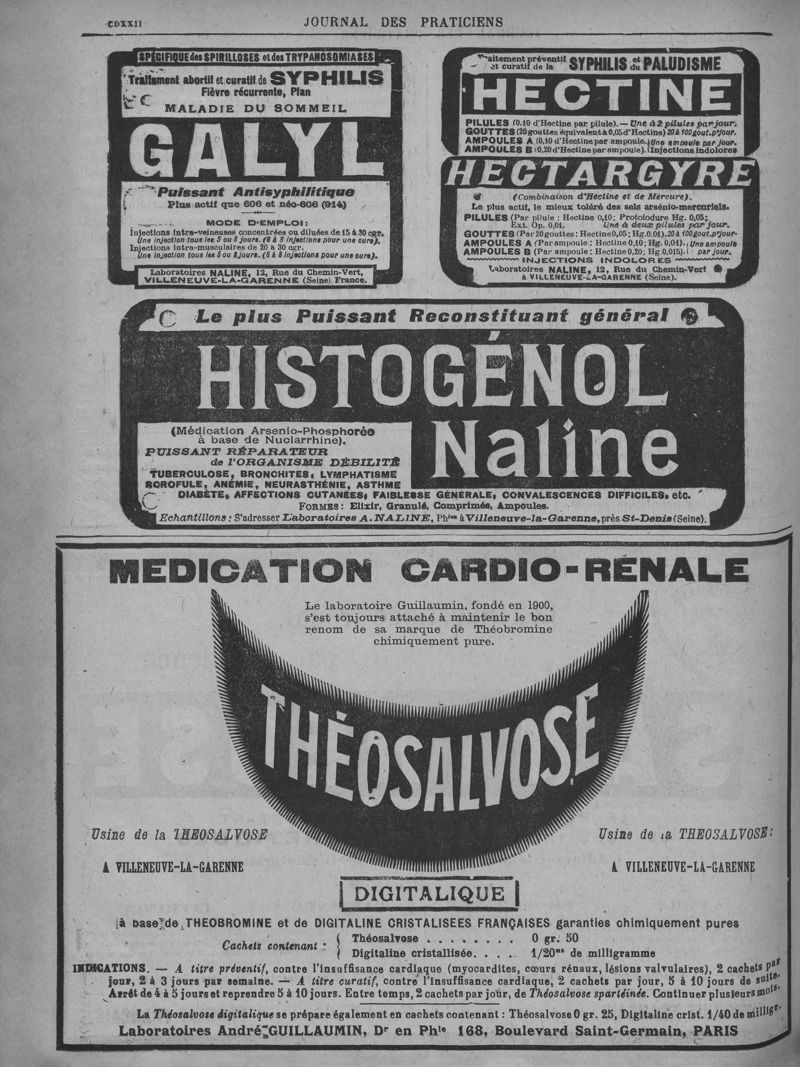 CDXXII
JOURNAL DES PRATICIENS
SPÉCIFIQUE des SPIRILLOSES et des TRYPANOSOMIASES
Traitement abortif et curatif de SYPHILIS
Fièvre récurrente, Pian
MALADIE DU SOMMEIL
GALYL
Puissant Antisyphilitique
Plus actif que 606 et néo-606 (914)
MODE D'EMPLOI:
Injections intra-veineuses concentrées ou diluées de 15 à 30 cgr.
Une injection tous les 5 ou 8 jours. (6 à 8 injections pour une cure).
Injections intra-musculaires de 20 à 30 cgr.
Une injection tous les 5 ou 8 jours. (6 à 8 injections pour une cure).
Laboratoires NALINE, 12, Rue du Chemin-Vert,
VILLENEUVE-LA-GARENNE (Seine), France.
Traitement préventif et curatif de la SYPHILIS et du PALUDISME
HECTINE
PILULES (0.10 d'Hectine par pilule). — Une à 2 pilules par jour.
GOUTTES (20 gouttes équivalent à 0,05 d'Hectine) 20 à 100 gout. p' jour.
AMPOULES A (0,10 d'Hectine par ampoule. Une ampoule par jour.
AMPOULES B (0,20 d'Hectine par ampoule). Injections indolores
HECTARGYRE
(Combinaison d'Hectine et de Mercure).
Le plus actif, le mieux toléré des sels arsénio-mercuriels.
PILULES (Par pilule : Hectine 0,10; Protoiodure Hg. 0,05;
Ext. Op. 0,01. Une à deux pilules par jour.
GOUTTES (Par 20 gouttes: Hectine 0,05; Hg. 0,01). 20 à 100 gout. p' jour
AMPOULES A (Par ampoule; Hectine 0,10; Hg. 0,01). Une ampoule
AMPOULES B (Par ampoule: Hectine 0,20; Hg. 0,015). par jour.
INJECTIONS INDOLORES
Laboratoires NALINE, 12, Rue du Chemin-Vert
à VILLENEUVE-LA-GARENNE (Seine).
Le plus Puissant Reconstituant général
HISTOGÉNOL
Naline
(Médication Arsenio-Phosphorée
à base de Nuclarrhine).
PUISSANT RÉPARATEUR
de l'ORGANISME DÉBILITÉ
TUBERCULOSE, BRONCHITES, LYMPHATISME
SCROFULE, ANÉMIE, NEURASTHÉNIE, ASTHME
DIABÈTE, AFFECTIONS CUTANÉES, FAIBLESSE GÉNÉRALE, CONVALESCENCES DIFFICILES, etc.
FORMES: Elixir, Granulé, Comprimés, Ampoules.
Echantillons: S'adresser Laboratoires A. NALINE, Phien à Villeneuve-la-Garenne, près St-Denis (Seine).
MÉDICATION CARDIO-RÉNALE
Le laboratoire Guillaumin, fondé en 1900,
s'est toujours attaché à maintenir le bon
renom de sa marque de Théobromine
chimiquement pure.
THÉOSALVOSE
Usine de la THEOSALVOSE
A VILLENEUVE-LA-GARENNE
Usine de la THEOSALVOSE
A VILLENEUVE-LA-GARENNE
DIGITALIQUE
à base de THEOBROMINE et de DIGITALINE CRISTALISEES FRANÇAISES garanties chimiquement pures
Cachets contenant :
Théosalvose . . . . . . . . 0 gr. 50
Digitaline cristallisée. . . . 1/20me de milligramme
INDICATIONS. — A titre préventif, contre l'insuffisance cardiaque (myocardites, cœurs rénaux, lésions valvulaires), 2 cachets par
jour, 2 à 3 jours par semaine. — A titre curatif, contre l'insuffisance cardiaque, 2 cachets par jour, 5 à 10 jours de suite.
Arrêt de 4 à 5 jours et reprendre 5 à 10 jours. Entre temps, 2 cachets par jour, de Théosalvose spartéinée. Continuer plusieurs mois.
La Théosalvose digitalique se prépare également en cachets contenant : Théosalvose 0 gr. 25, Digitaline crist. 1/40 de milligr.
Laboratoires André GUILLAUMIN, Dr en Phie 168, Boulevard Saint-Germain, PARIS